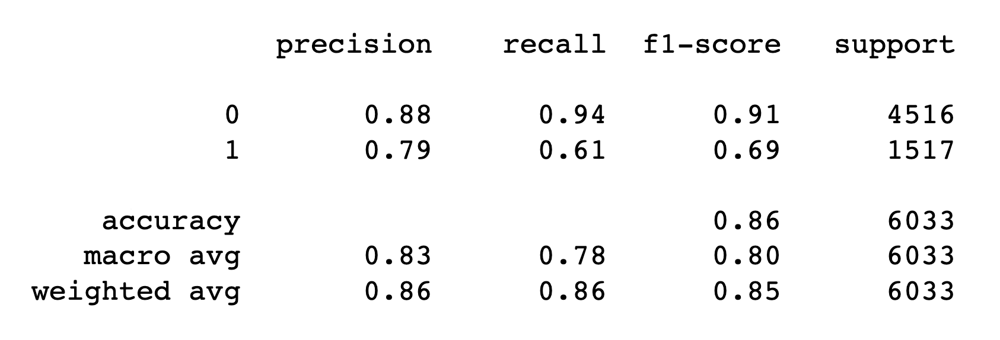 precision recall f1-score support
0 0.88 0.94 0.91 4516
1 0.79 0.61 0.69 1517
accuracy 0.86 6033
macro avg 0.83 0.78 0.80 6033
weighted avg 0.86 0.86 0.85 6033